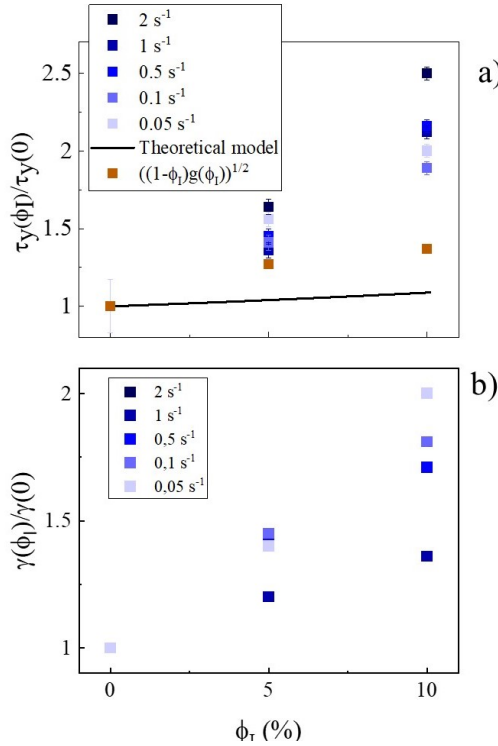 a)
2 s⁻¹
1 s⁻¹
0.5 s⁻¹
0.1 s⁻¹
0.05 s⁻¹
Theoretical model
((1-ϕI)g(ϕI))^1/2
2.5
2
1.5
1
τy(ϕI)/τy(0)
b)
2 s⁻¹
1 s⁻¹
0,5 s⁻¹
0,1 s⁻¹
0,05 s⁻¹
2
1.5
1
γ(ϕI)/γ(0)
0 5 10
ϕI (%)